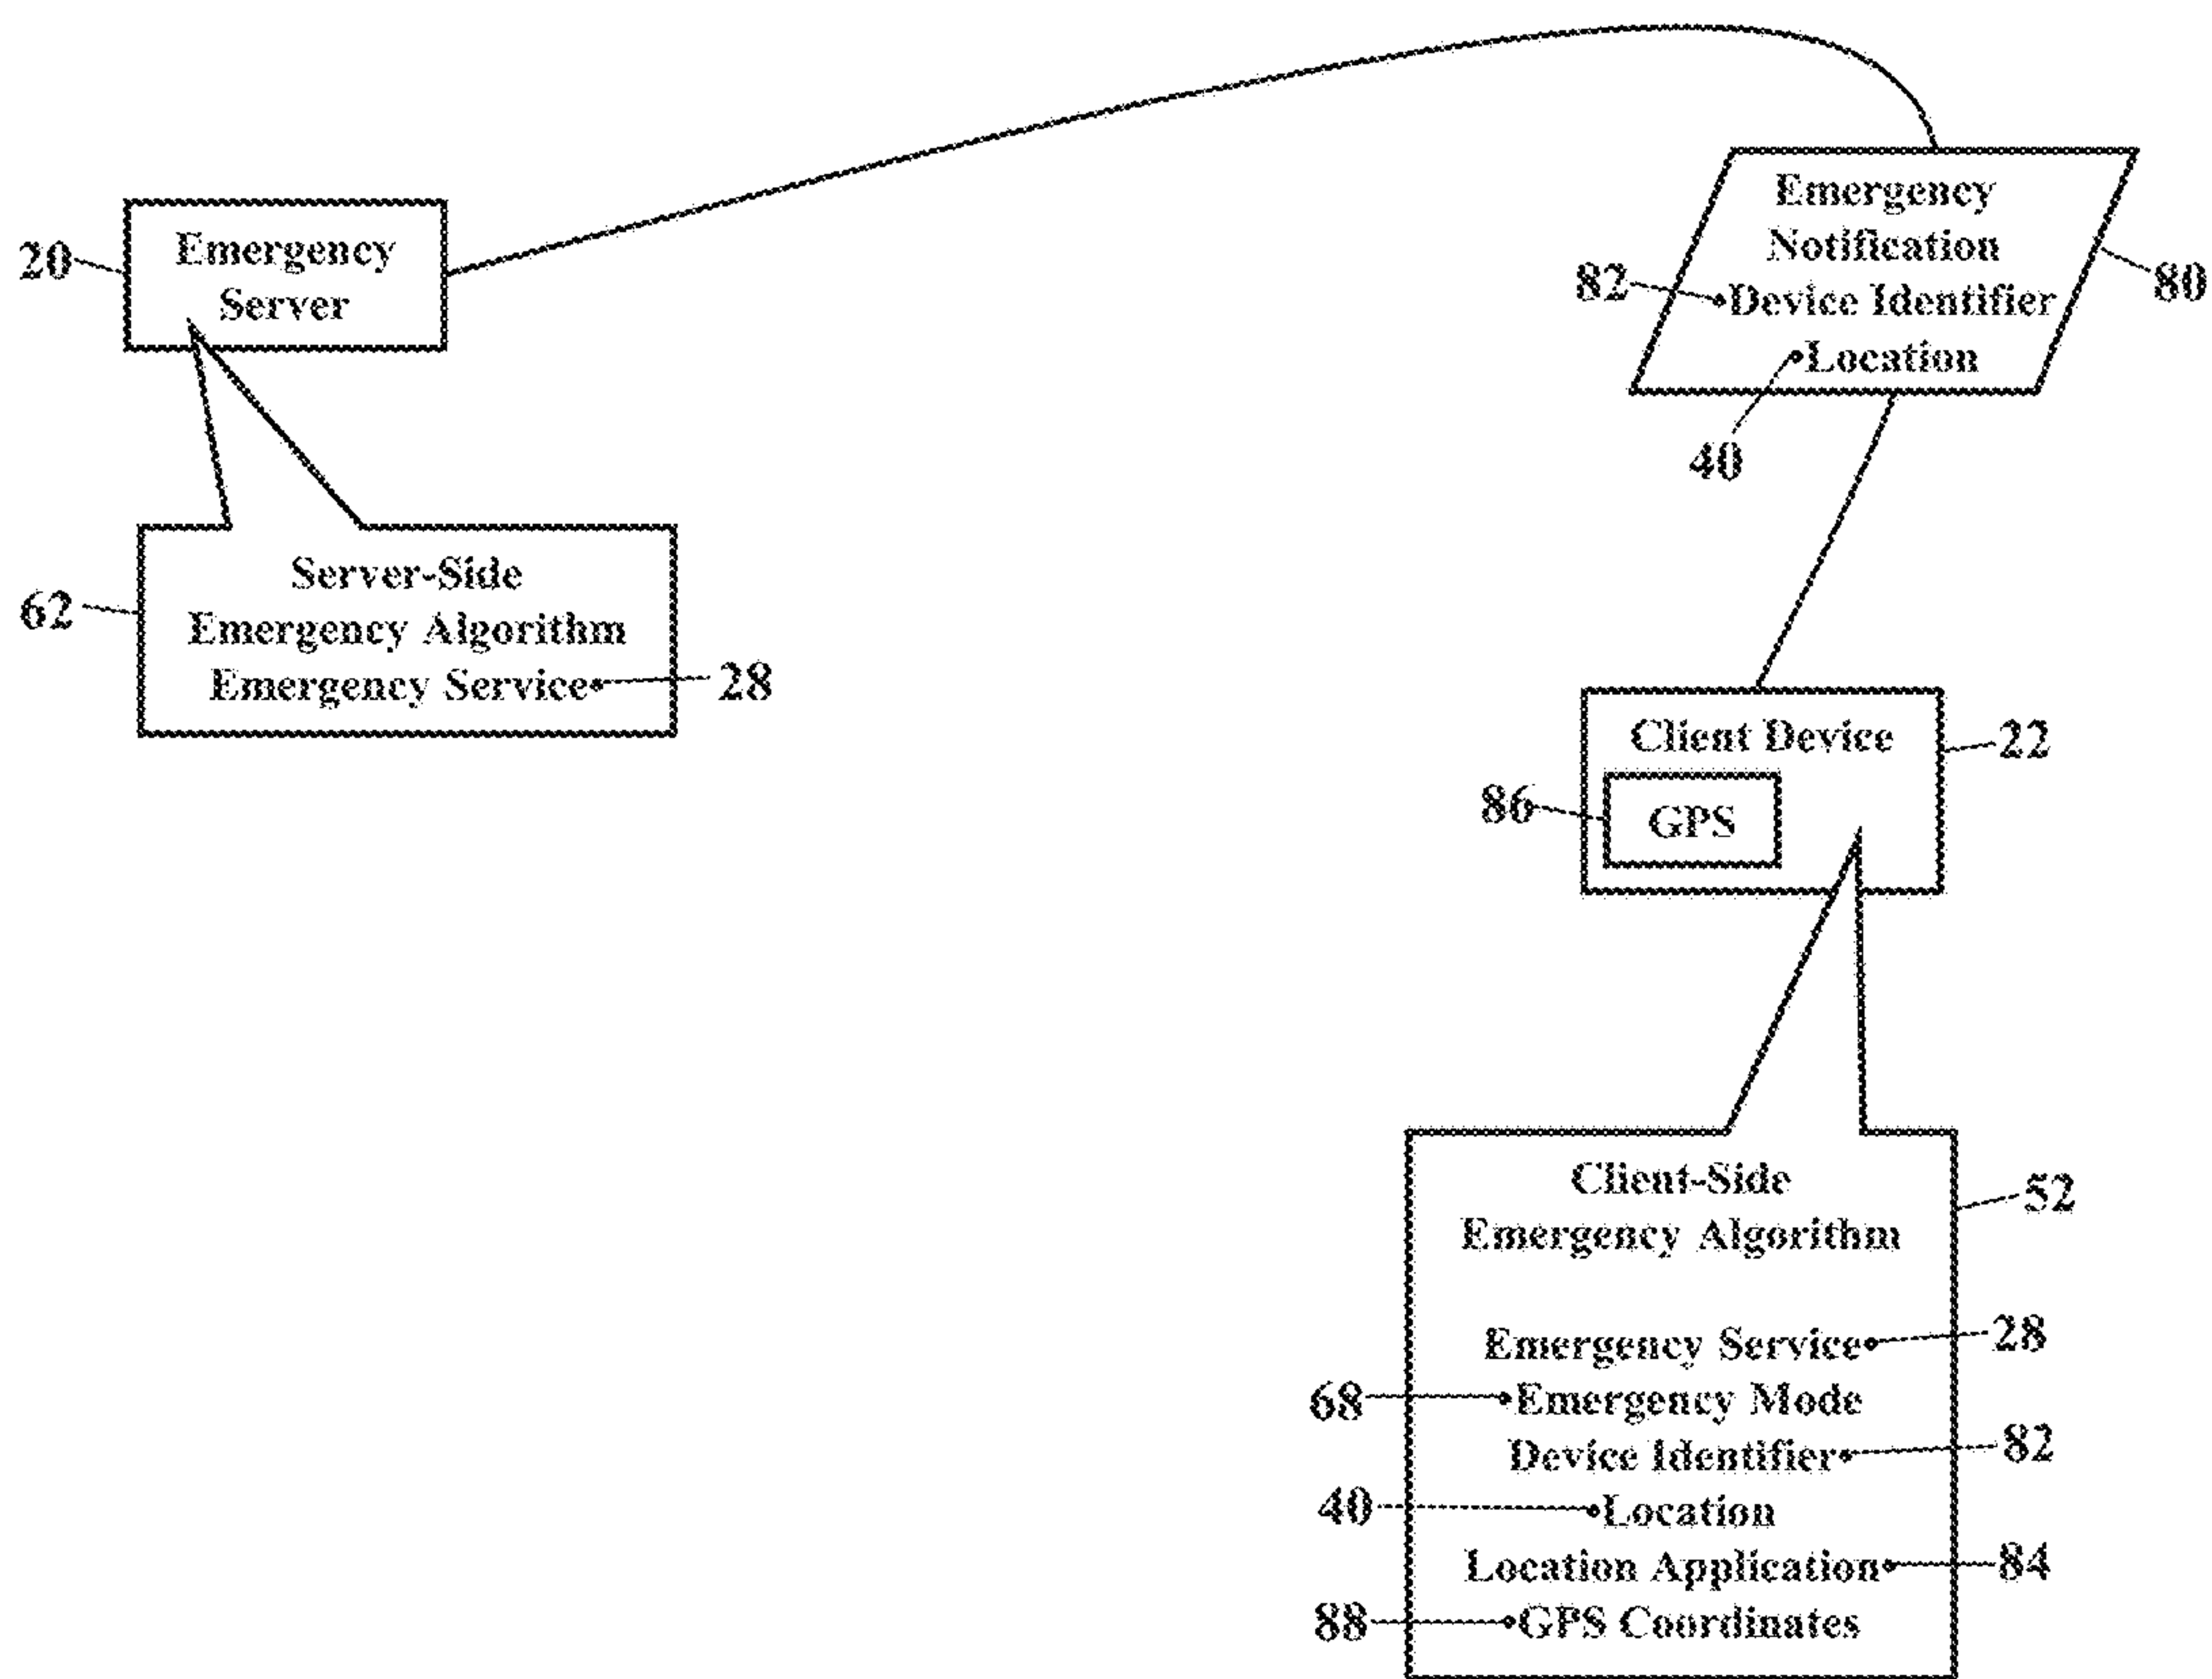 Emergency
Notification
82 •Device Identifier 80
•Location
40
20 Emergency
Server
62 Server-Side
Emergency Algorithm
Emergency Service• 28
Client Device 22
86 GPS
Client-Side 52
Emergency Algorithm
Emergency Service• 28
68 •Emergency Mode
Device Identifier• 82
40 •Location
Location Application• 84
88 •GPS Coordinates